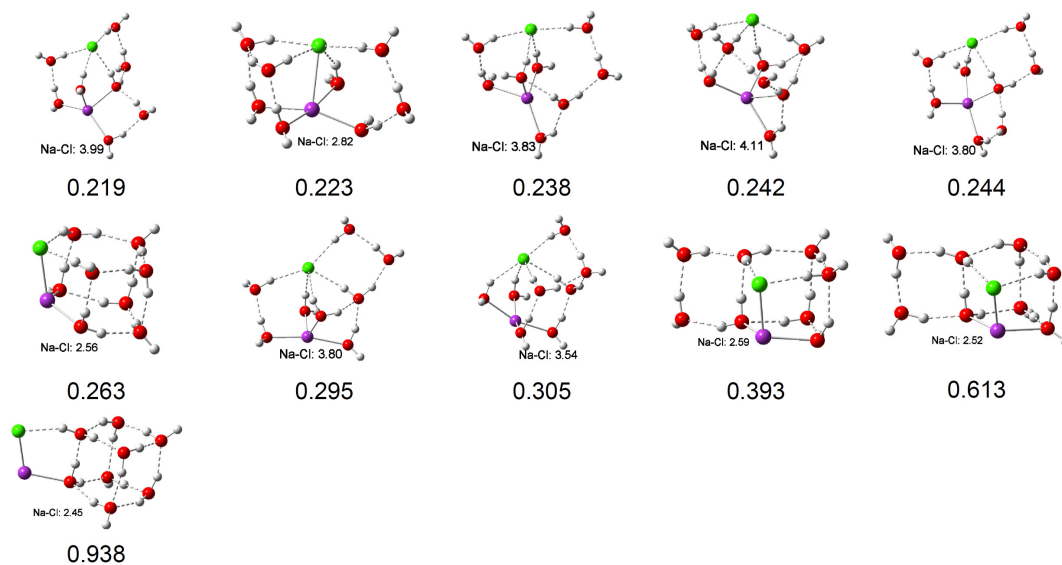 Na-Cl: 3.99
Na-Cl: 2.82
Na-Cl: 3.83
Na-Cl: 4.11
Na-Cl: 3.80
0.219
0.223
0.238
0.242
0.244
Na-Cl: 2.56
Na-Cl: 3.80
Na-Cl: 3.54
Na-Cl: 2.59
Na-Cl: 2.52
0.263
0.295
0.305
0.393
0.613
Na-Cl: 2.45
0.938